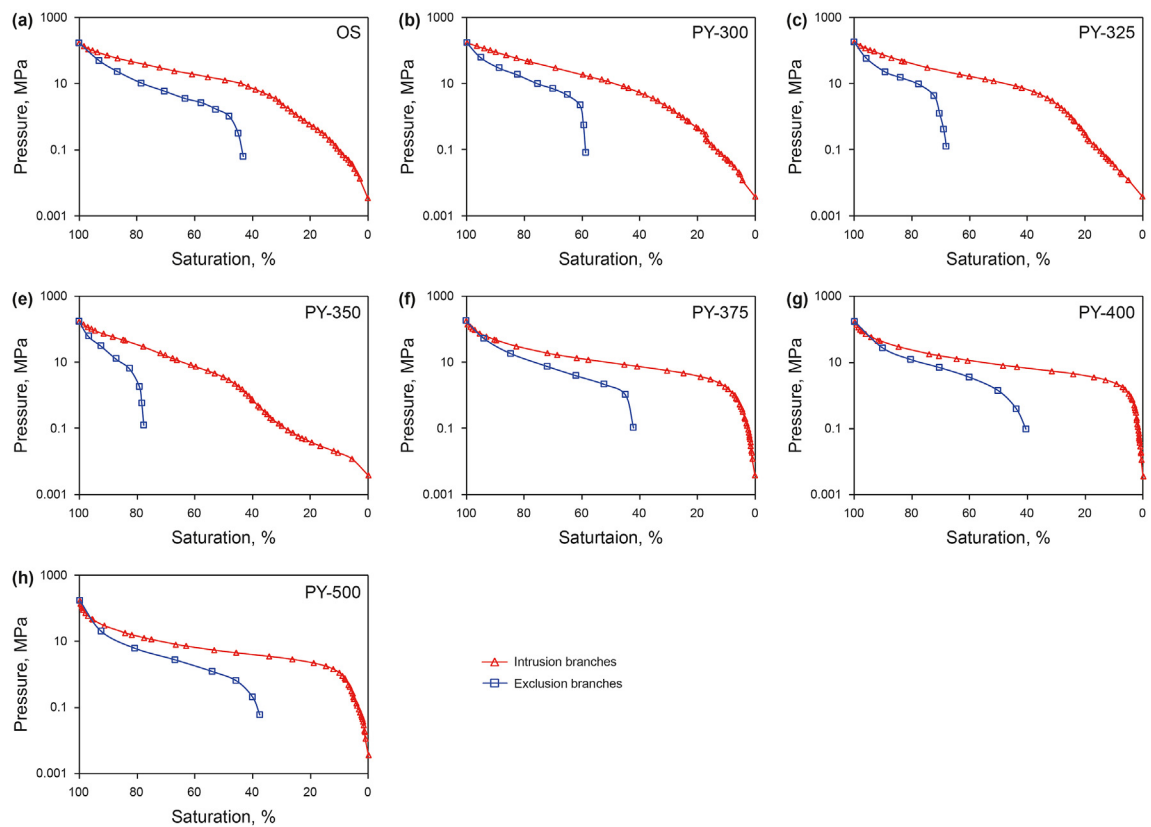 (a) OS
1000
10
0.1
0.001
Pressure, MPa
100 80 60 40 20 0
Saturation, %
(b) PY-300
1000
10
0.1
0.001
Pressure, MPa
100 80 60 40 20 0
Saturation, %
(c) PY-325
1000
10
0.1
0.001
Pressure, MPa
100 80 60 40 20 0
Saturation, %
(e) PY-350
1000
10
0.1
0.001
Pressure, MPa
100 80 60 40 20 0
Saturation, %
(f) PY-375
1000
10
0.1
0.001
Pressure, MPa
100 80 60 40 20 0
Saturtaion, %
(g) PY-400
1000
10
0.1
0.001
Pressure, MPa
100 80 60 40 20 0
Saturation, %
(h) PY-500
1000
10
0.1
0.001
Pressure, MPa
100 80 60 40 20 0
Saturation, %
Intrusion branches
Exclusion branches